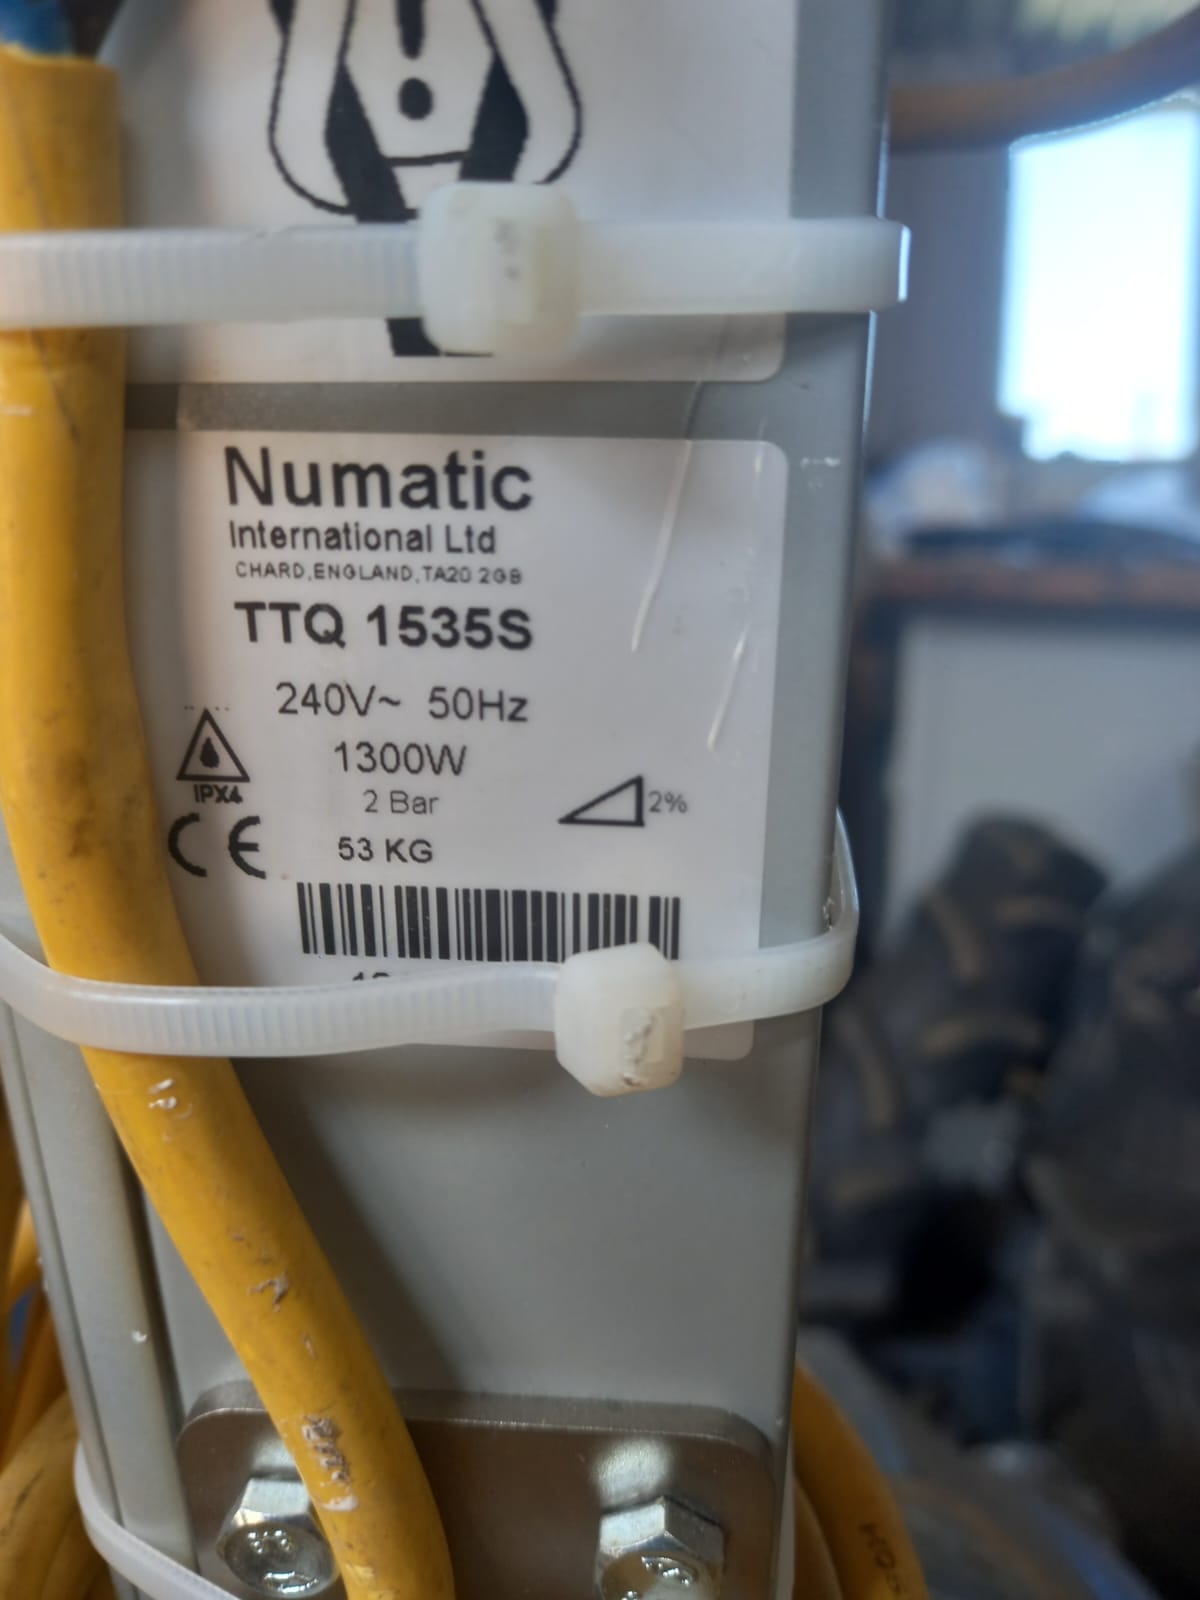 Numatic
International Ltd
CHARD,ENGLAND,TA20 2GB
TTQ 1535S
240V~ 50Hz
1300W
IPX4
2 Bar
2%
CE
53 KG